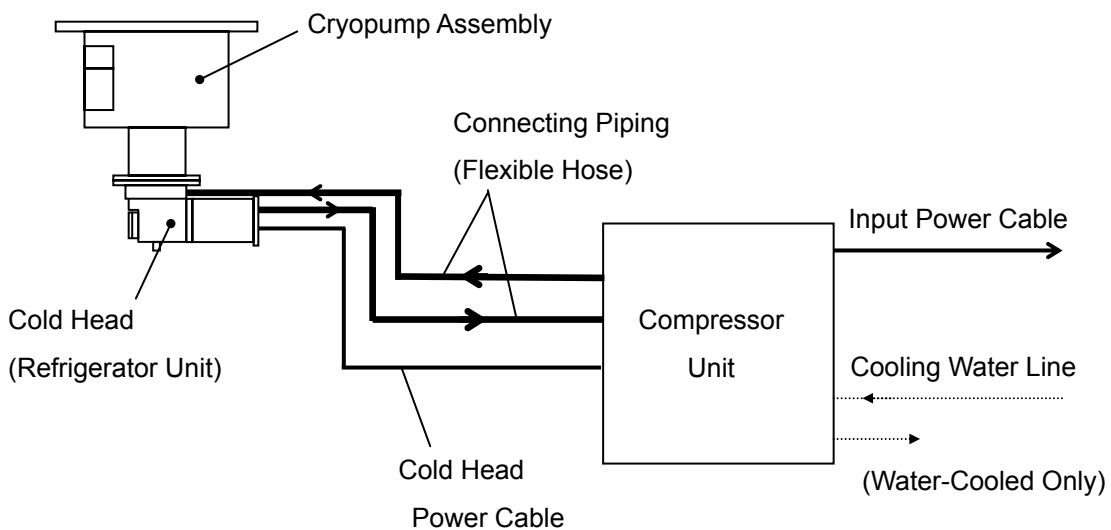 Cryopump Assembly
Connecting Piping
(Flexible Hose)
Input Power Cable
Cold Head
(Refrigerator Unit)
Compressor
Unit
Cooling Water Line
Cold Head
Power Cable
(Water-Cooled Only)